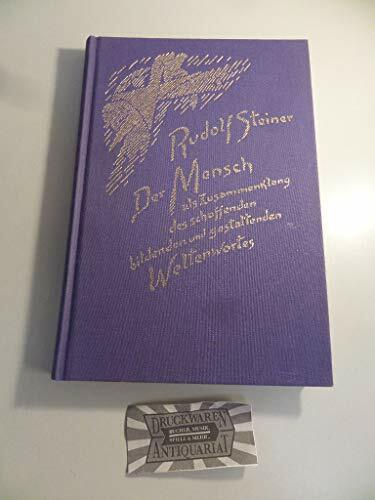 Rudolf Steiner
Der Mensch
als Zusammenklang
des schaffenden
bildenden und gestaltenden
Weltenwortes
DRUCKWAREN
BÜCHER, MUSIK,
SPIELE & MEHR.
ANTIQUARIAT